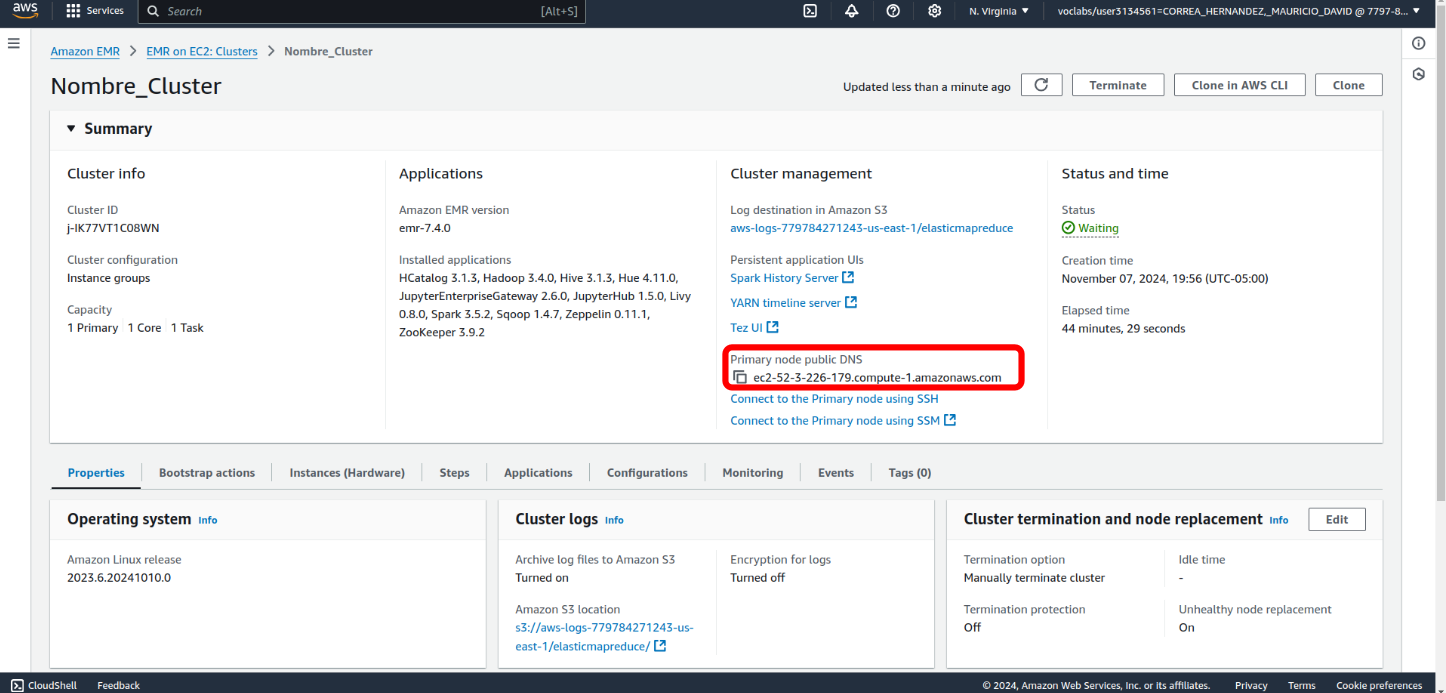 aws
Services
Search
[Alt+S]
N. Virginia
voclabs/user3134561=CORREA_HERNANDEZ,_MAURICIO_DAVID @ 7797-8...
Amazon EMR
EMR on EC2: Clusters
Nombre_Cluster
Nombre_Cluster
Updated less than a minute ago
Terminate
Clone in AWS CLI
Clone
Summary
Cluster info
Cluster ID
j-IK77VT1C08WN
Cluster configuration
Instance groups
Capacity
1 Primary 1 Core 1 Task
Applications
Amazon EMR version
emr-7.4.0
Installed applications
HCatalog 3.1.3, Hadoop 3.4.0, Hive 3.1.3, Hue 4.11.0,
JupyterEnterpriseGateway 2.6.0, JupyterHub 1.5.0, Livy
0.8.0, Spark 3.5.2, Sqoop 1.4.7, Zeppelin 0.11.1,
ZooKeeper 3.9.2
Cluster management
Log destination in Amazon S3
aws-logs-779784271243-us-east-1/elasticmapreduce
Persistent application UIs
Spark History Server
YARN timeline server
Tez UI
Primary node public DNS
ec2-52-3-226-179.compute-1.amazonaws.com
Connect to the Primary node using SSH
Connect to the Primary node using SSM
Status and time
Status
Waiting
Creation time
November 07, 2024, 19:56 (UTC-05:00)
Elapsed time
44 minutes, 29 seconds
Properties
Bootstrap actions
Instances (Hardware)
Steps
Applications
Configurations
Monitoring
Events
Tags (0)
Operating system Info
Amazon Linux release
2023.6.20241010.0
Cluster logs Info
Archive log files to Amazon S3
Turned on
Amazon S3 location
s3://aws-logs-779784271243-us-
east-1/elasticmapreduce/
Encryption for logs
Turned off
Cluster termination and node replacement Info
Edit
Termination option
Manually terminate cluster
Termination protection
Off
Idle time
-
Unhealthy node replacement
On
CloudShell
Feedback
© 2024, Amazon Web Services, Inc. or its affiliates.
Privacy
Terms
Cookie preferences